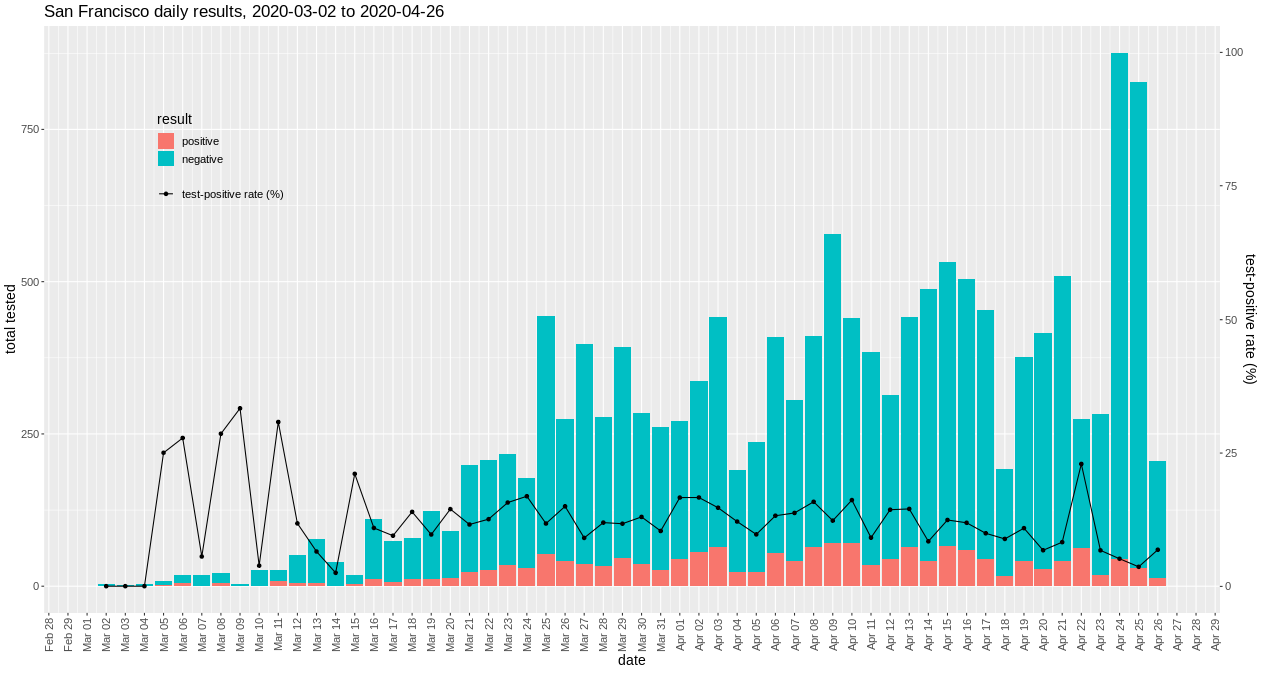 San Francisco daily results, 2020-03-02 to 2020-04-26
total tested
750
500
250
0
result
positive
negative
test-positive rate (%)
100
75
50
25
0
test-positive rate (%)
Feb 28
Feb 29
Mar 01
Mar 02
Mar 03
Mar 04
Mar 05
Mar 06
Mar 07
Mar 08
Mar 09
Mar 10
Mar 11
Mar 12
Mar 13
Mar 14
Mar 15
Mar 16
Mar 17
Mar 18
Mar 19
Mar 20
Mar 21
Mar 22
Mar 23
Mar 24
Mar 25
Mar 26
Mar 27
Mar 28
Mar 29
Mar 30
Mar 31
Apr 01
Apr 02
Apr 03
Apr 04
Apr 05
Apr 06
Apr 07
Apr 08
Apr 09
Apr 10
Apr 11
Apr 12
Apr 13
Apr 14
Apr 15
Apr 16
Apr 17
Apr 18
Apr 19
Apr 20
Apr 21
Apr 22
Apr 23
Apr 24
Apr 25
Apr 26
Apr 27
Apr 28
Apr 29
date